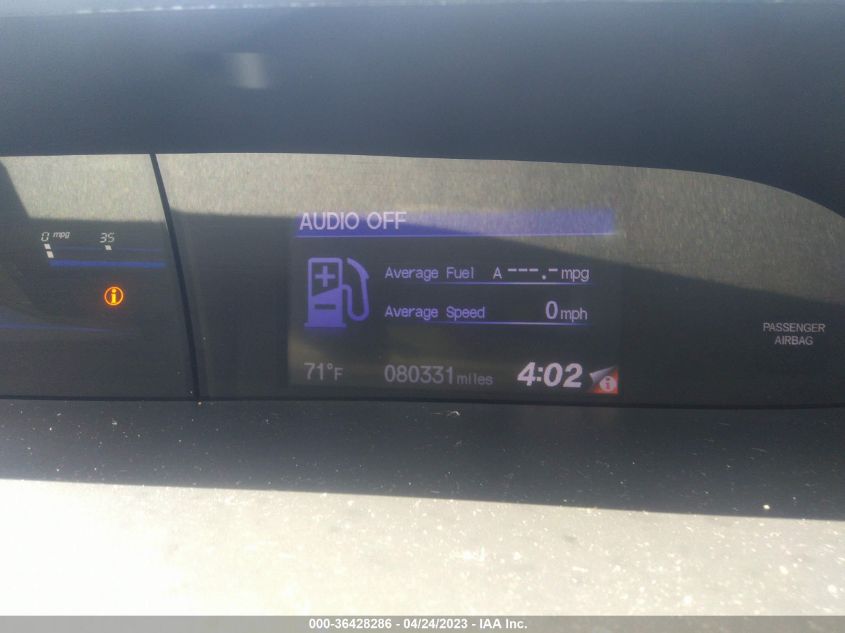 AUDIO OFF
0 mpg 35
Average Fuel A ---.- mpg
Average Speed 0 mph
PASSENGER
AIRBAG
71°F 080331 miles 4:02
000-36428286 - 04/24/2023 - IAA Inc.